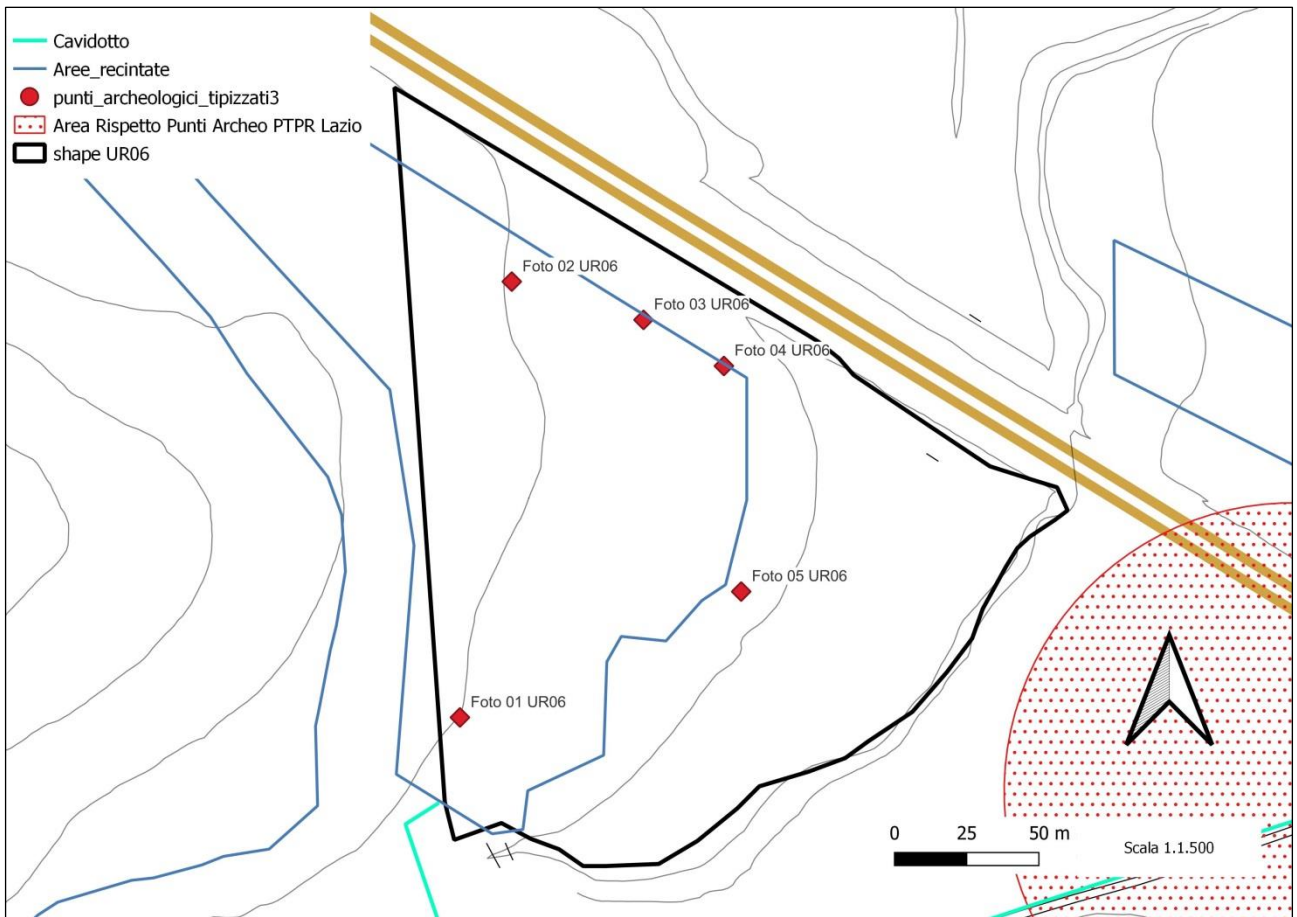 Cavidotto
Aree_recintate
punti_archeologici_tipizzati3
Area Rispetto Punti Archeo PTPR Lazio
shape UR06
Foto 02 UR06
Foto 03 UR06
Foto 04 UR06
Foto 05 UR06
Foto 01 UR06
0 25 50 m
Scala 1.1.500